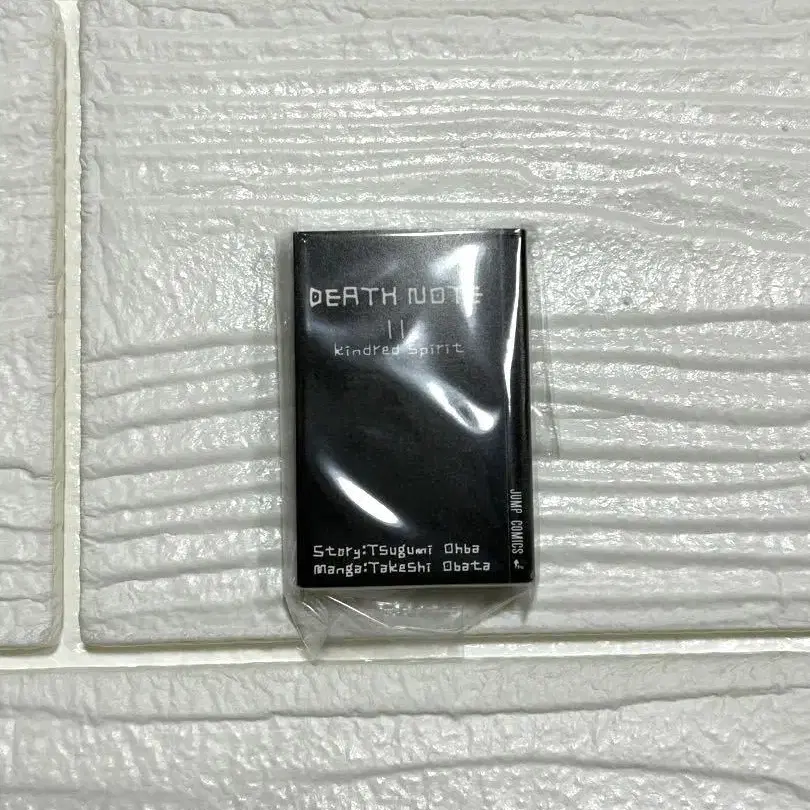 DEATH NOTE
11
Kindred Spirit
JUMP COMICS
Story:Tsugumi Ohba
Manga:Takeshi Obata